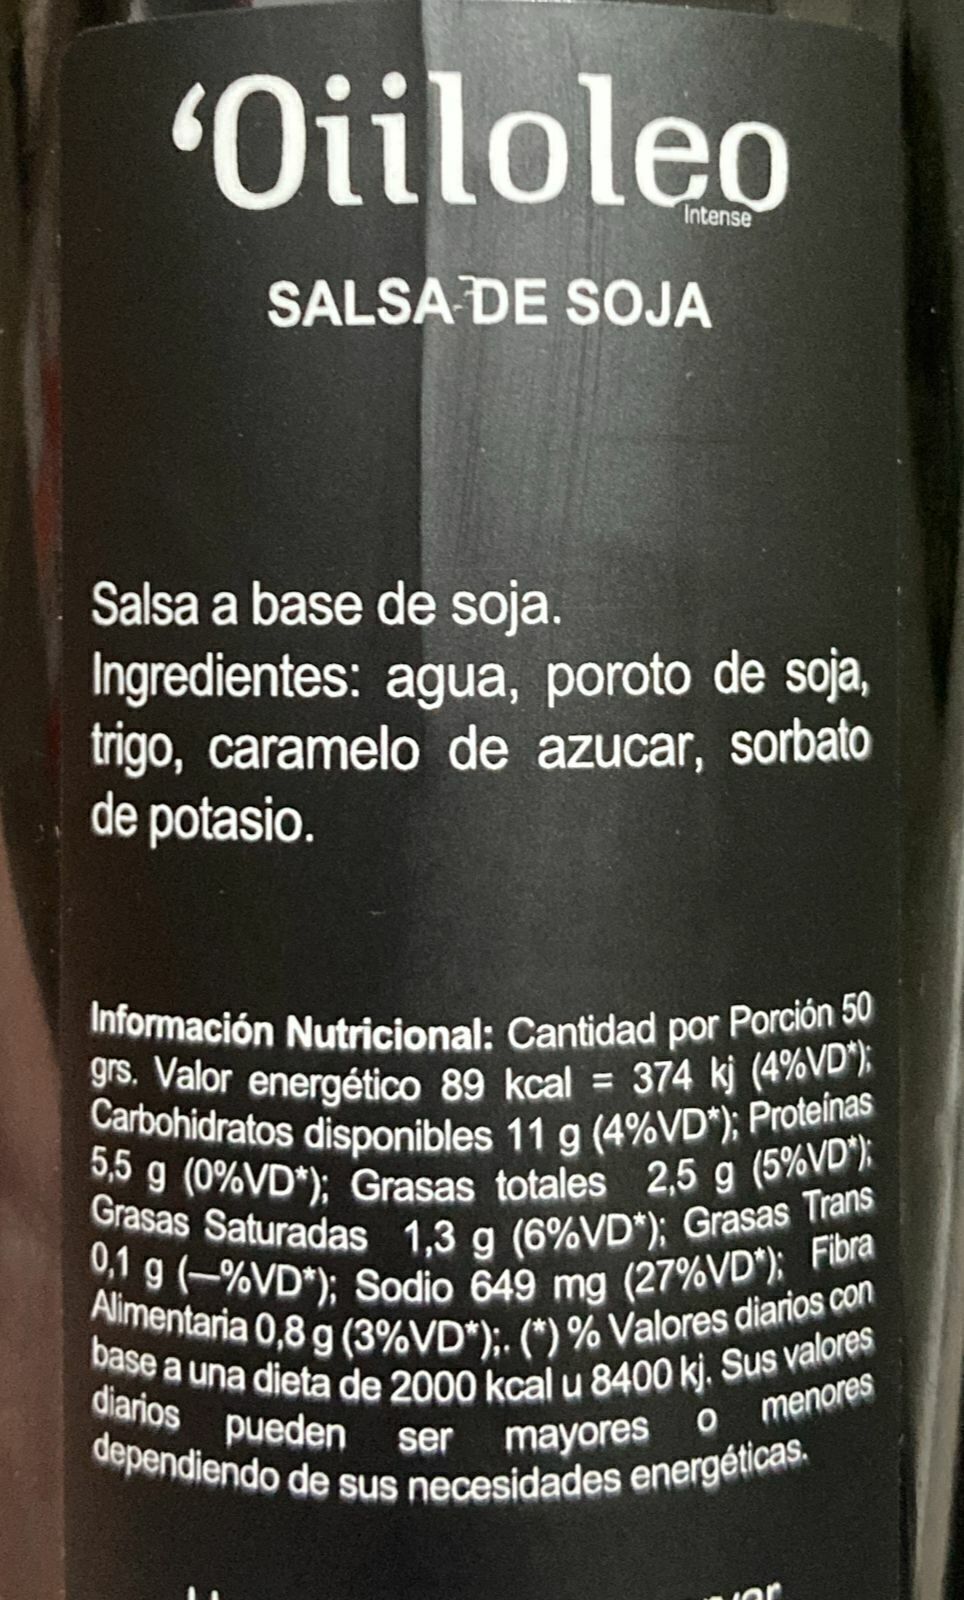 ‘Oiiloleo
Intense
SALSA DE SOJA
Salsa a base de soja.
Ingredientes: agua, poroto de soja,
trigo, caramelo de azucar, sorbato
de potasio.
Información Nutricional: Cantidad por Porción 50
grs. Valor energético 89 kcal = 374 kj (4%VD*);
Carbohidratos disponibles 11 g (4%VD*); Proteínas
5,5 g (0%VD*); Grasas totales 2,5 g (5%VD*);
Grasas Saturadas 1,3 g (6%VD*); Grasas Trans
0,1 g (–%VD*); Sodio 649 mg (27%VD*); Fibra
Alimentaria 0,8 g (3%VD*);. (*) % Valores diarios con
base a una dieta de 2000 kcal u 8400 kj. Sus valores
diarios pueden ser mayores o menores
dependiendo de sus necesidades energéticas.